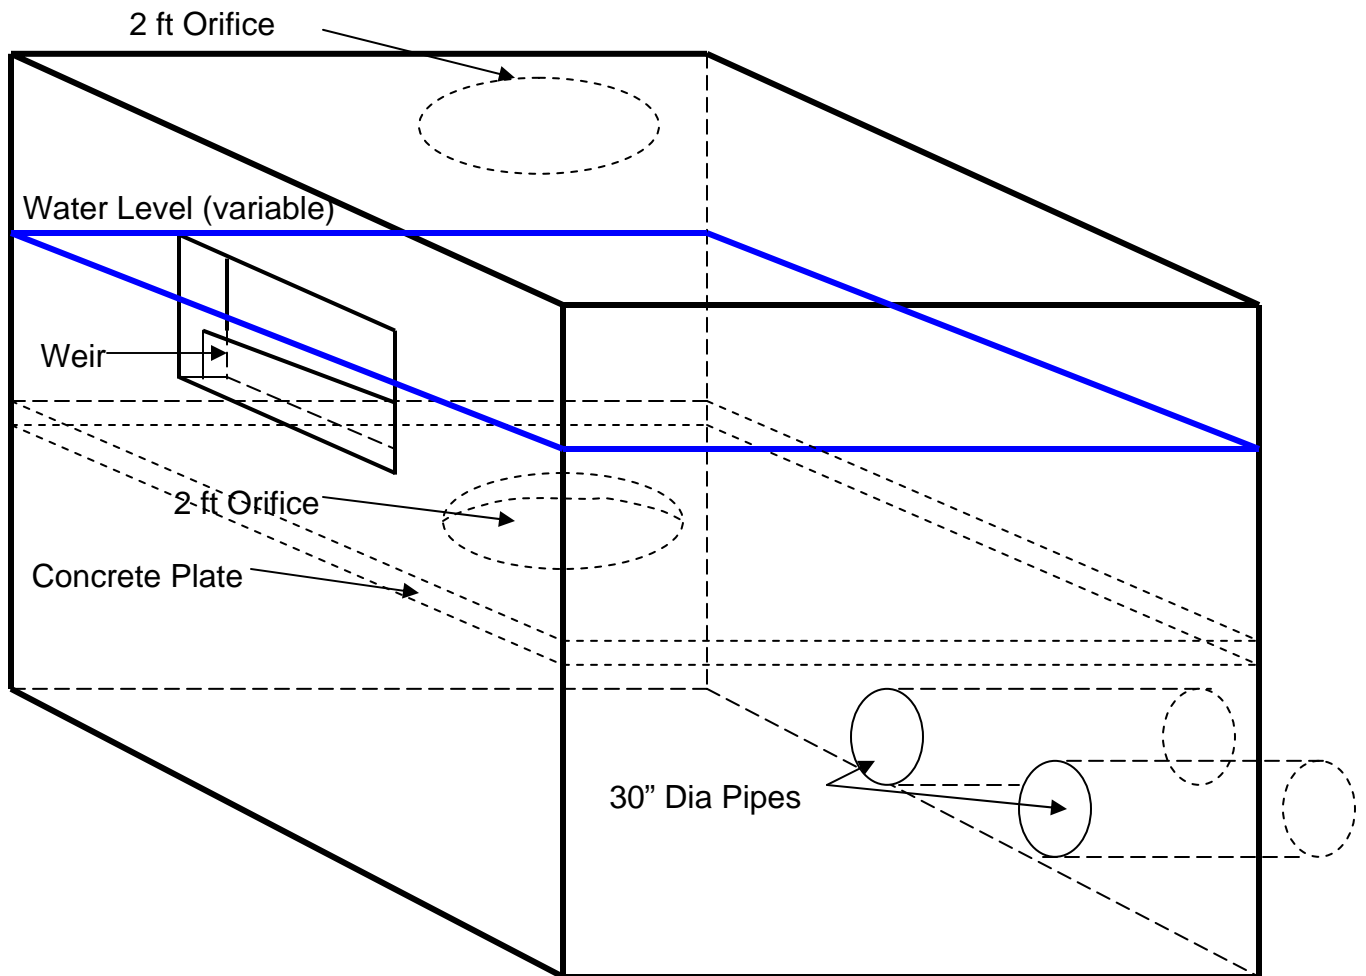 2 ft Orifice
Water Level (variable)
Weir
2 ft Orifice
Concrete Plate
30” Dia Pipes